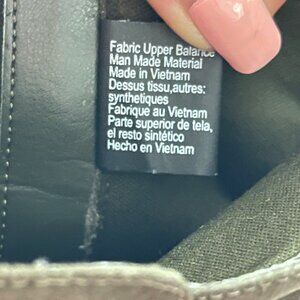 Fabric Upper Balance
Man Made Material
Made in Vietnam
Dessus tissu,autres:
synthetiques
Fabrique au Vietnam
Parte superior de tela,
el resto sintético
Hecho en Vietnam